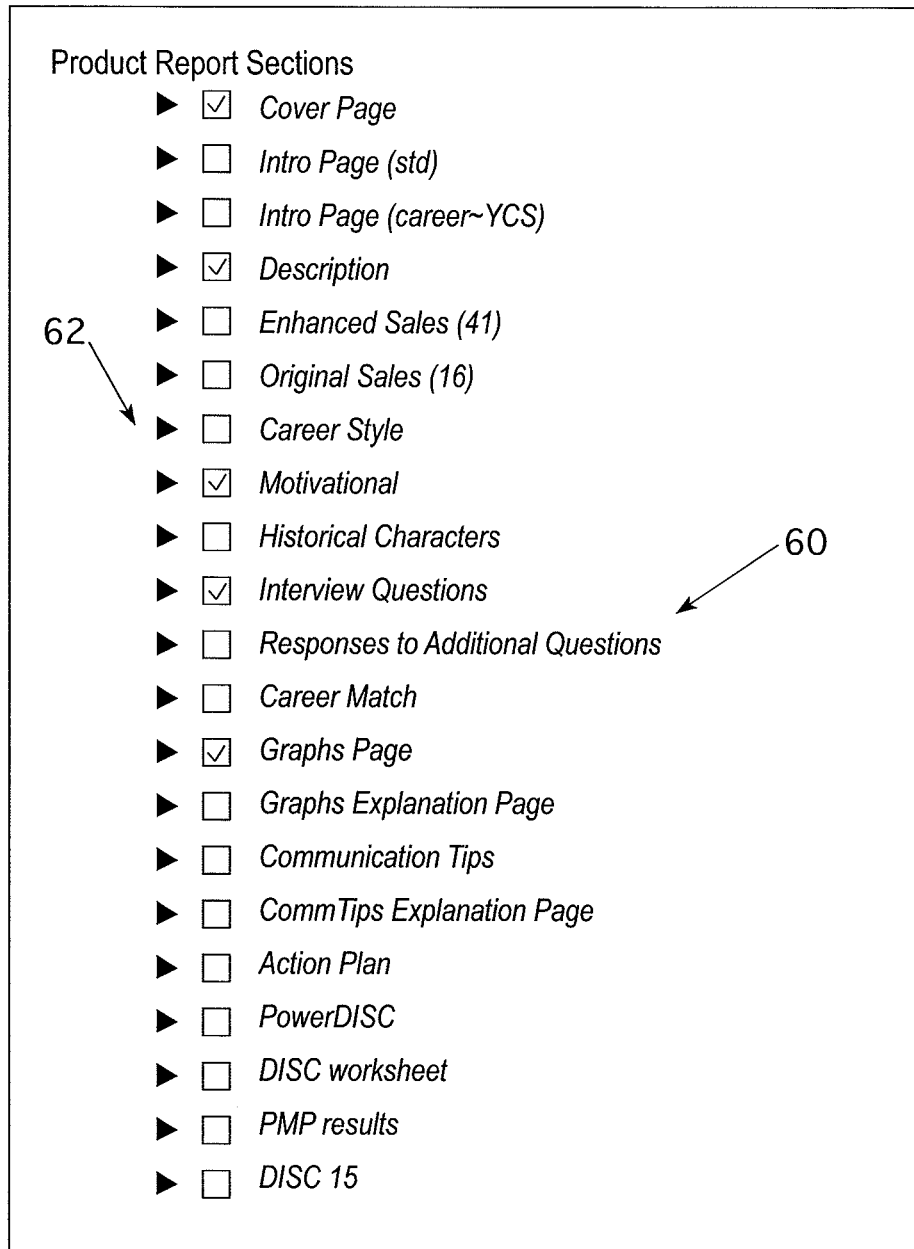 Product Report Sections
Cover Page
Intro Page (std)
Intro Page (career~YCS)
Description
Enhanced Sales (41)
62
Original Sales (16)
Career Style
Motivational
Historical Characters
60
Interview Questions
Responses to Additional Questions
Career Match
Graphs Page
Graphs Explanation Page
Communication Tips
CommTips Explanation Page
Action Plan
PowerDISC
DISC worksheet
PMP results
DISC 15